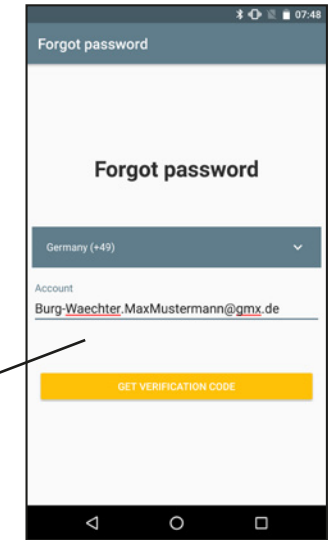 07:48
Forgot password
Forgot password
Germany (+49)
Account
Burg-Waechter.MaxMustermann@gmx.de
GET VERIFICATION CODE